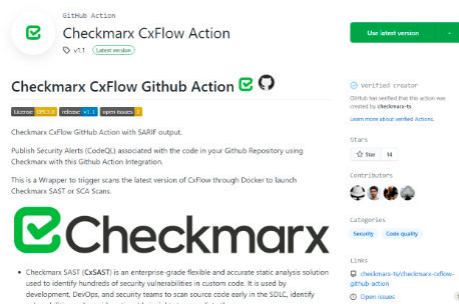 GitHub Action
Checkmarx CxFlow Action
v1.1 Latest version
Use latest version
Checkmarx CxFlow Github Action
License GPL3.0 release v1.1 open issues
Checkmarx CxFlow GitHub Action with SARIF output.
Publish Security Alerts (CodeQL) associated with the code in your Github Repository using
Checkmarx with this Github Action Integration.
This is a Wrapper to trigger scans the latest version of CxFlow through Docker to launch
Checkmarx SAST or SCA Scans.
Checkmarx
• Checkmarx SAST (CxSAST) is an enterprise-grade flexible and accurate static analysis solution
used to identify hundreds of security vulnerabilities in custom code. It is used by
development, DevOps, and security teams to scan source code early in the SDLC, identify
Verified creator
GitHub has verified that this action was
created by checkmarx-ts.
Learn more about verified Actions.
Stars
Star 14
Contributors
Categories
Security Code quality
Links
checkmarx-ts/checkmarx-cxflow-
github-action
Open issues